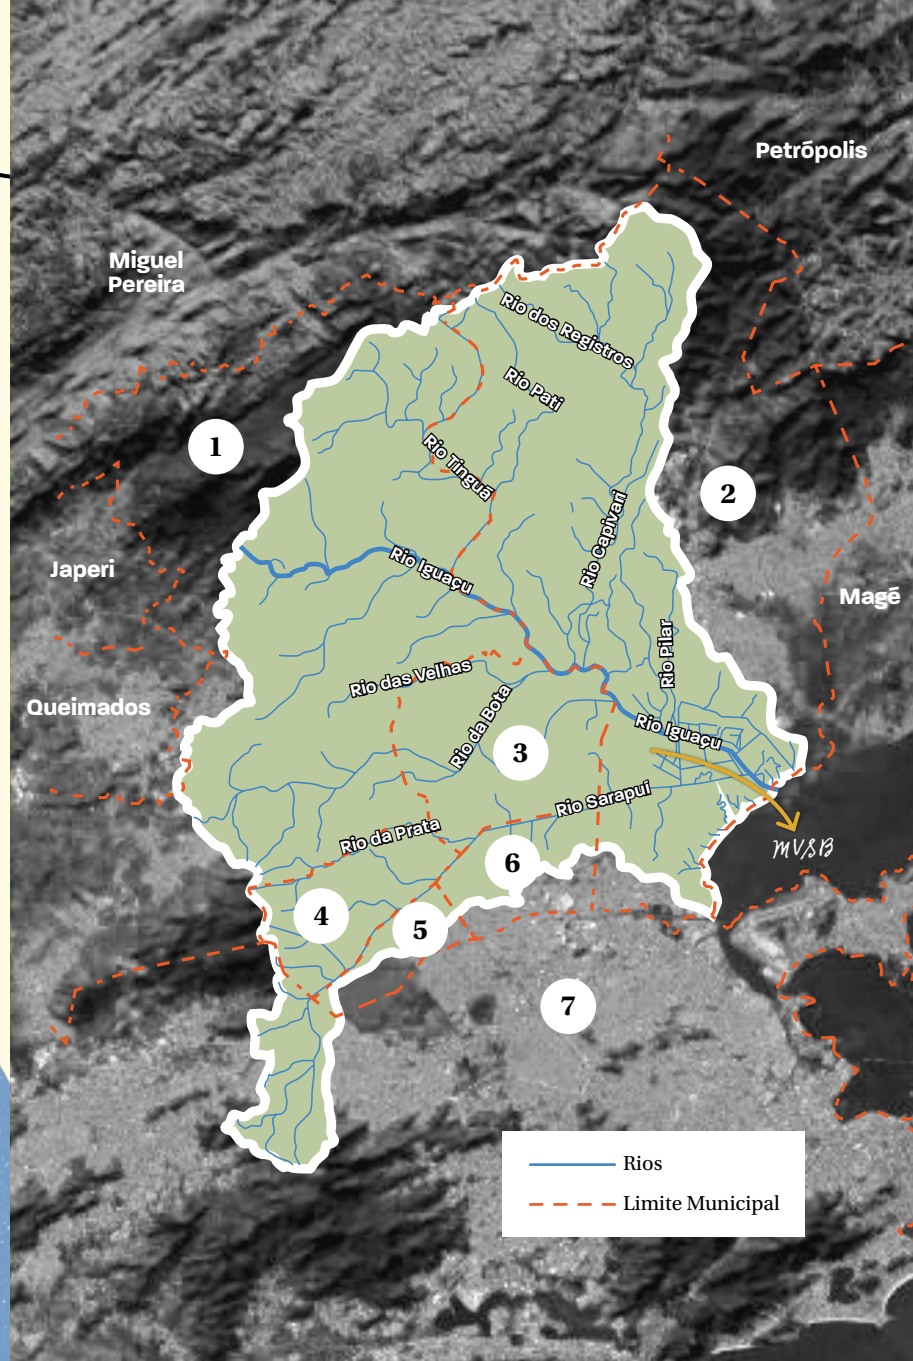 Petrópolis
Miguel
Pereira
Rio dos Registros
Rio Pati
1
Rio Tinguá
2
Rio Capivari
Japeri
Rio Iguaçu
Magé
Rio Pilar
Rio das Velhas
Queimados
Rio da Bota
3
Rio Iguaçu
Rio Sarapuí
Rio da Prata
MVSB
6
4
5
7
Rios
Limite Municipal